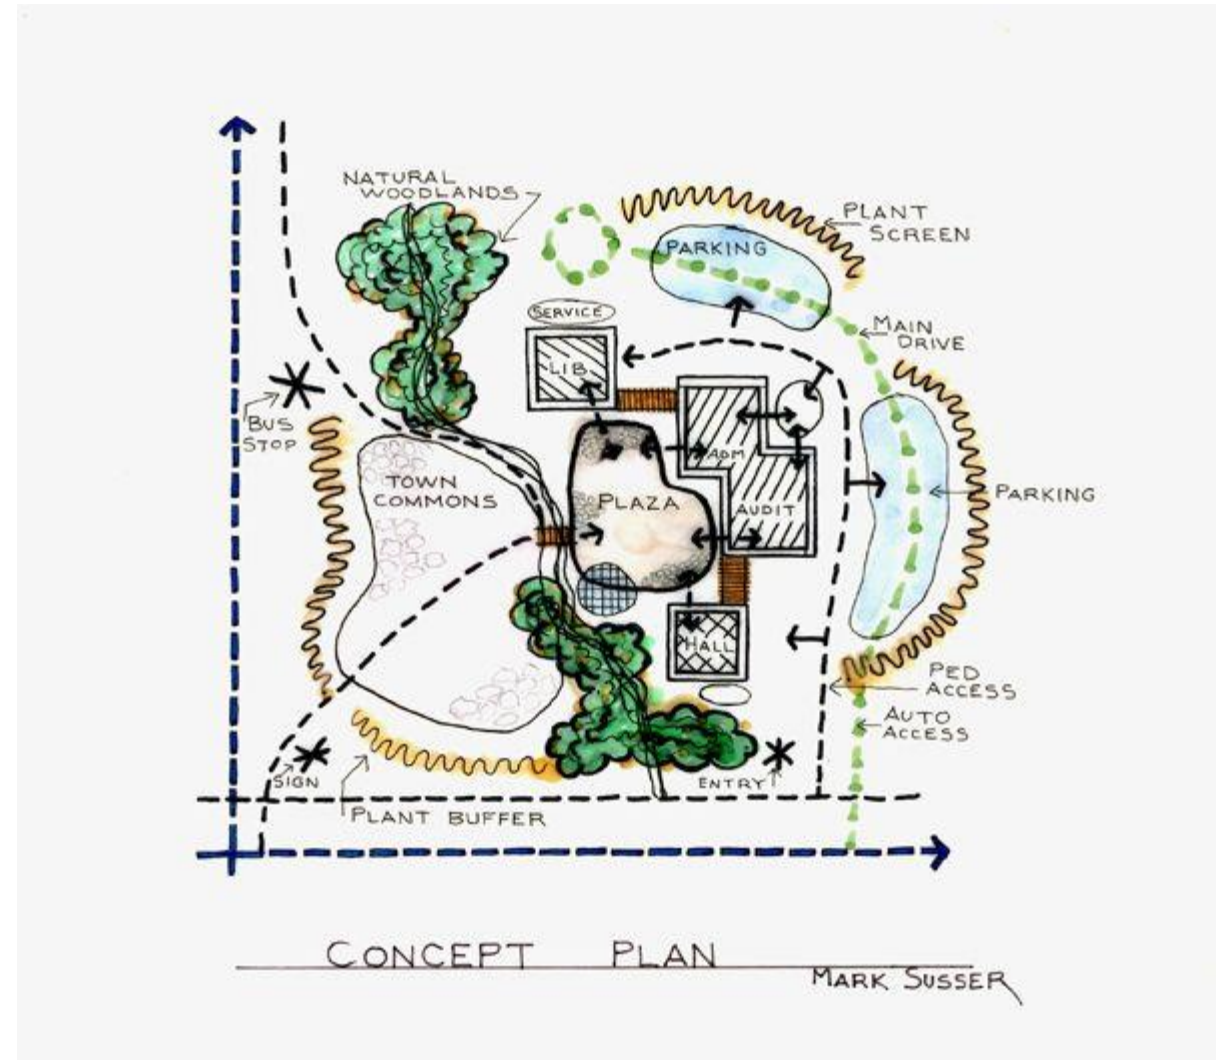 NATURAL
WOODLANDS
PLANT
SCREEN
PARKING
SERVICE
MAIN
DRIVE
LIB
BUS
STOP
TOWN
COMMONS
PLAZA
ADM
AUDIT
PARKING
HALL
PED
ACCESS
AUTO
ACCESS
SIGN
ENTRY
PLANT BUFFER
CONCEPT PLAN
MARK SUSSER